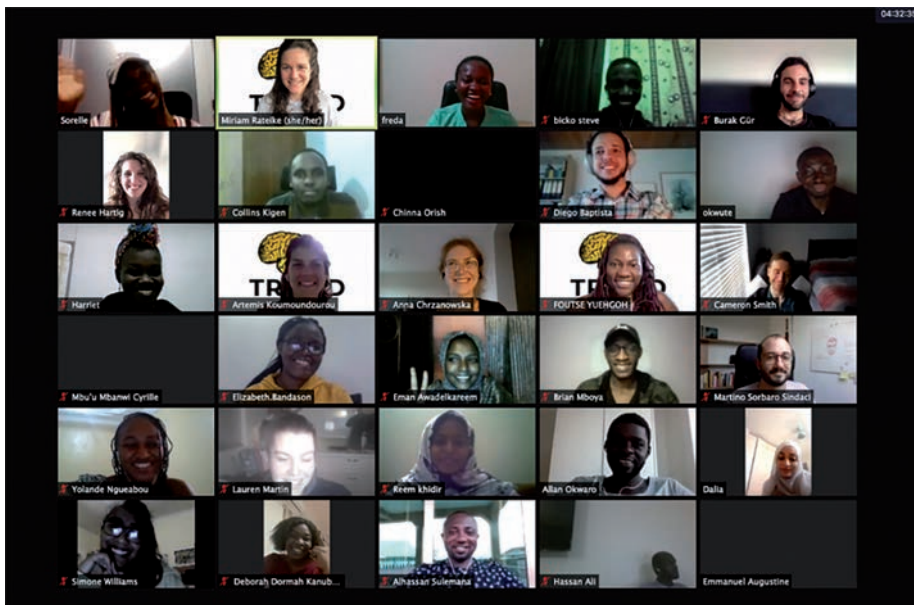 04:32:39
Sorelle
Miriam Rateike (she/her)
freda
bicko steve
Burak Gür
Renee Hartig
Collins Kigen
Chinna Orish
Diego Baptista
okwute
Harriet
Artemis Koumoundourou
Anna Chrzanowska
FOUTSE YUEHGOH
Cameron Smith
Mbu'u Mbanwi Cyrille
Elizabeth.Bandason
Eman Awadelkareem
Brian Mboya
Martino Sorbaro Sindaci
Yolande Ngueabou
Lauren Martin
Reem khidir
Allan Okwaro
Dalia
Simone Williams
Deborah Dormah Kanub...
Alhassan Sulemana
Hassan Ali
Emmanuel Augustine